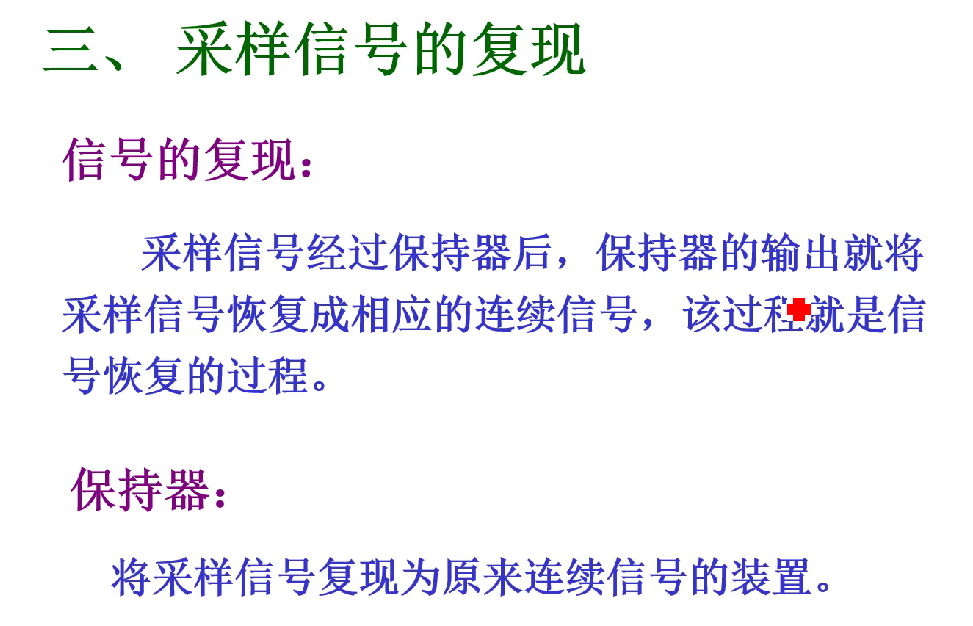 三、 采样信号的复现
信号的复现：
采样信号经过保持器后，保持器的输出就将
采样信号恢复成相应的连续信号，该过程就是信
号恢复的过程。
保持器：
将采样信号复现为原来连续信号的装置。